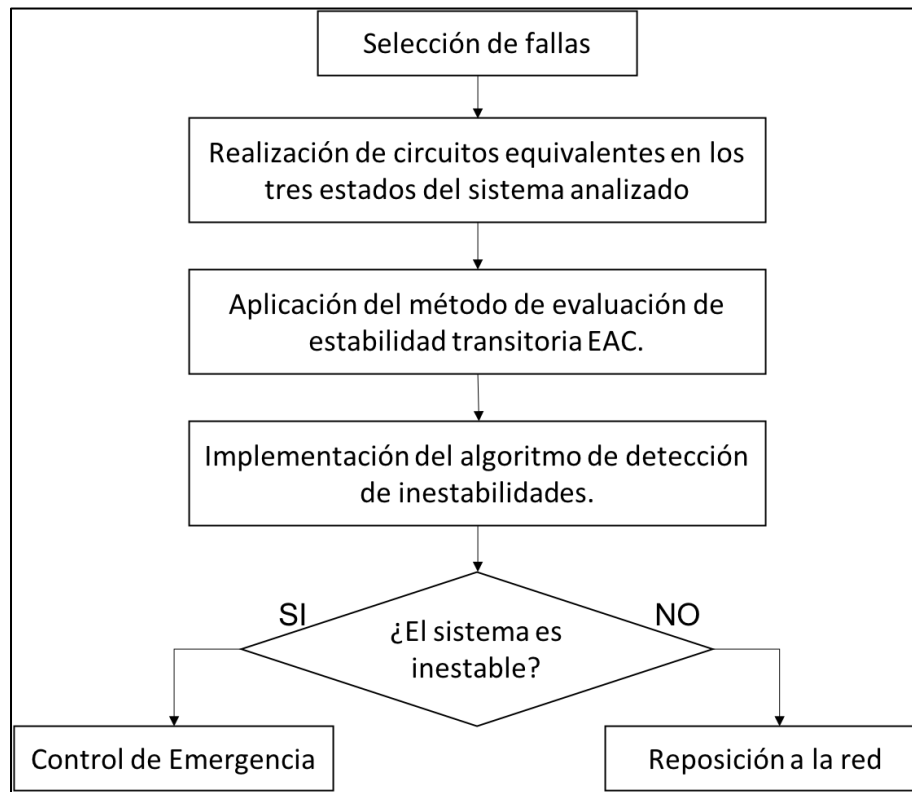 Selección de fallas
Realización de circuitos equivalentes en los
tres estados del sistema analizado
Aplicación del método de evaluación de
estabilidad transitoria EAC.
Implementación del algoritmo de detección
de inestabilidades.
SI
NO
¿El sistema es
inestable?
Control de Emergencia
Reposición a la red